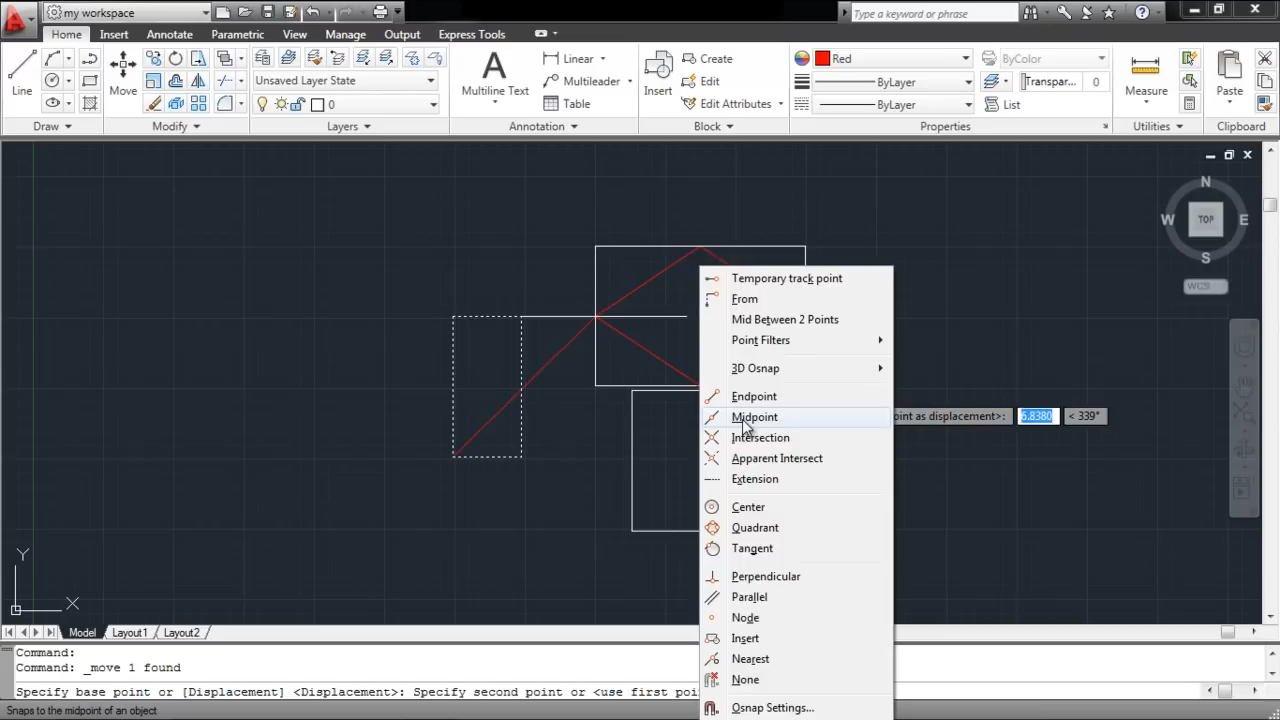 my workspace
Type a keyword or phrase
Home Insert Annotate Parametric View Manage Output Express Tools
Line
Move
Unsaved Layer State
0
A
Multiline Text
Linear
Multileader
Table
Insert
Create
Edit
Edit Attributes
Red
ByLayer
ByLayer
ByColor
Transpar... 0
List
Measure
Paste
Draw Modify Layers Annotation Block Properties Utilities Clipboard
N
W TOP E
S
WCS
Temporary track point
From
Mid Between 2 Points
Point Filters
3D Osnap
Endpoint
Midpoint
Intersection
Apparent Intersect
Extension
Center
Quadrant
Tangent
Perpendicular
Parallel
Node
Insert
Nearest
None
Osnap Settings...
point as displacement>: 6.8380 < 339°
Y
X
Model Layout1 Layout2
Command:
Command: _move 1 found
Specify base point or [Displacement] <Displacement>: Specify second point or <use first poi
Snaps to the midpoint of an object